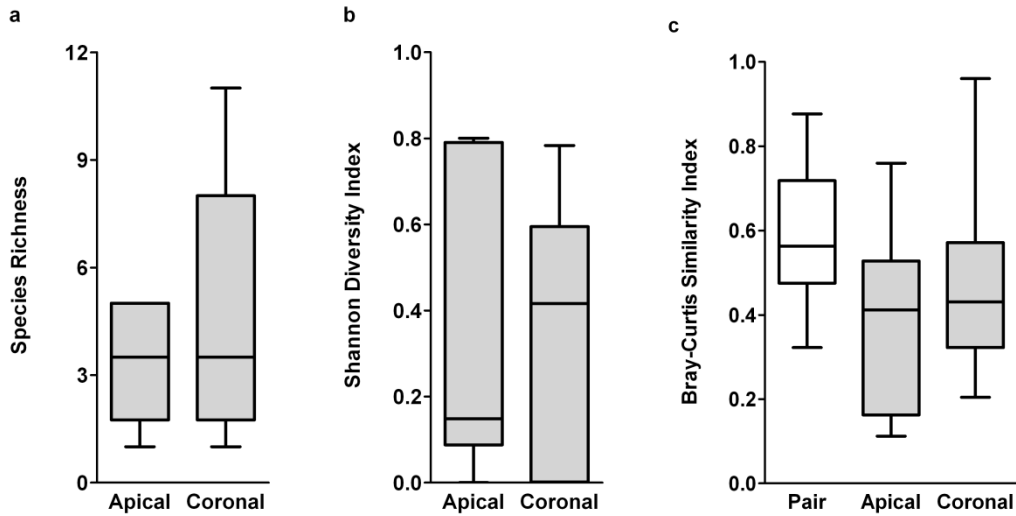 a
Species Richness
12
9
6
3
0
Apical Coronal
b
Shannon Diversity Index
1.0
0.8
0.6
0.4
0.2
0.0
Apical Coronal
c
Bray-Curtis Similarity Index
1.0
0.8
0.6
0.4
0.2
0.0
Pair Apical Coronal